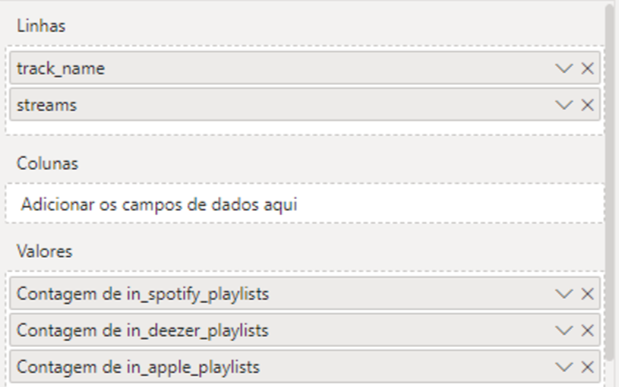 Linhas
track_name
streams
Colunas
Adicionar os campos de dados aqui
Valores
Contagem de in_spotify_playlists
Contagem de in_deezer_playlists
Contagem de in_apple_playlists